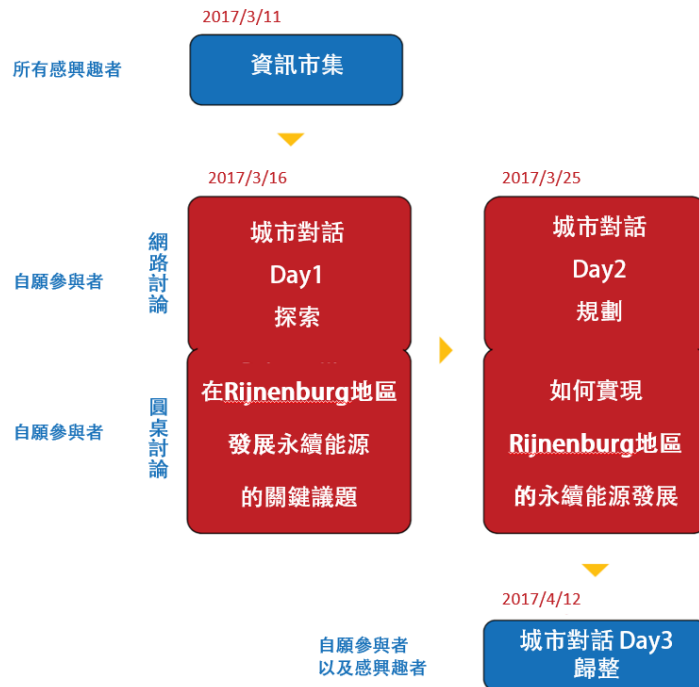 2017/3/11
所有感興趣者
資訊市集
2017/3/16
2017/3/25
自願參與者
網路討論
城市對話
Day1
探索
城市對話
Day2
規劃
自願參與者
圓桌討論
在Rijnenburg地區
發展永續能源
的關鍵議題
如何實現
Rijnenburg地區
的永續能源發展
2017/4/12
自願參與者
以及感興趣者
城市對話 Day3
歸整